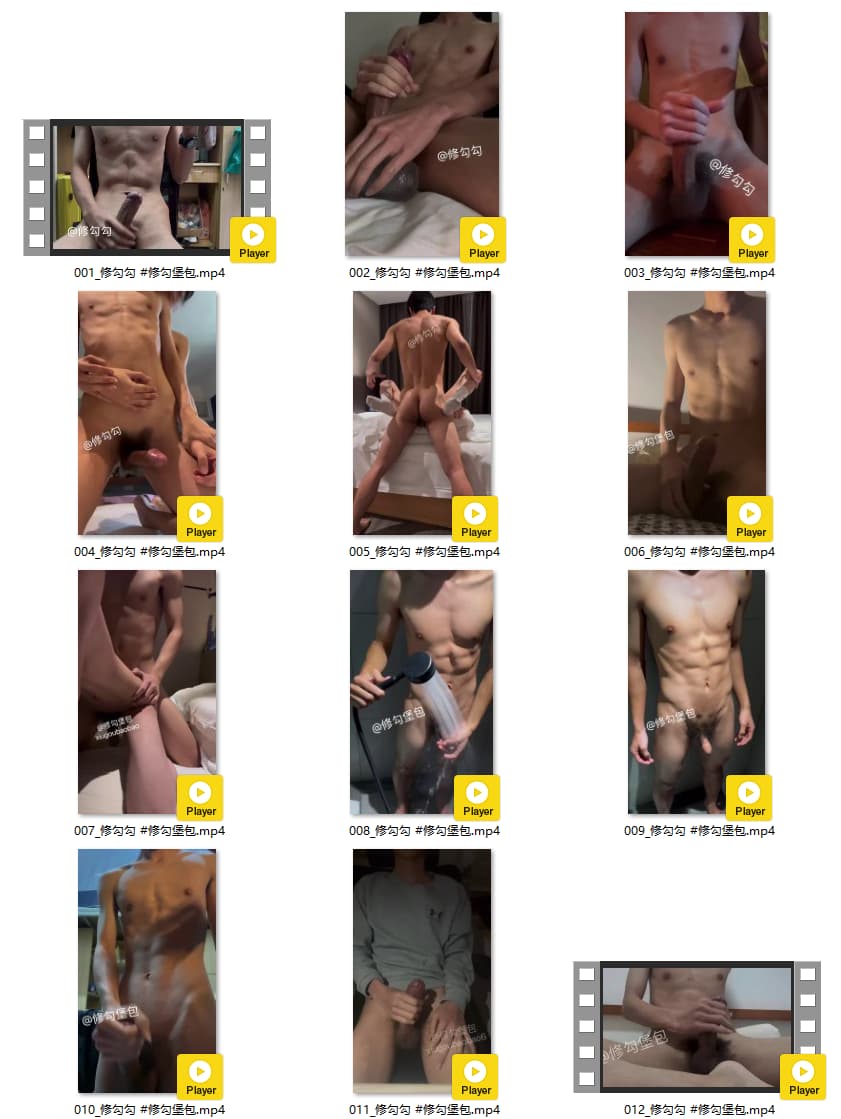 @修勾勾
Player
@修勾勾
Player
@修勾勾
Player
001_修勾勾 #修勾堡包.mp4
002_修勾勾 #修勾堡包.mp4
003_修勾勾 #修勾堡包.mp4
@修勾勾
Player
@修勾勾
Player
@修勾堡包
Player
004_修勾勾 #修勾堡包.mp4
005_修勾勾 #修勾堡包.mp4
006_修勾勾 #修勾堡包.mp4
@修勾堡包
xiugoubaobao
Player
@修勾堡包
Player
@修勾堡包
Player
007_修勾勾 #修勾堡包.mp4
008_修勾勾 #修勾堡包.mp4
009_修勾勾 #修勾堡包.mp4
@修勾堡包
Player
@修勾堡包
Player
@修勾堡包
Player
010_修勾勾 #修勾堡包.mp4
011_修勾勾 #修勾堡包.mp4
012_修勾勾 #修勾堡包.mp4